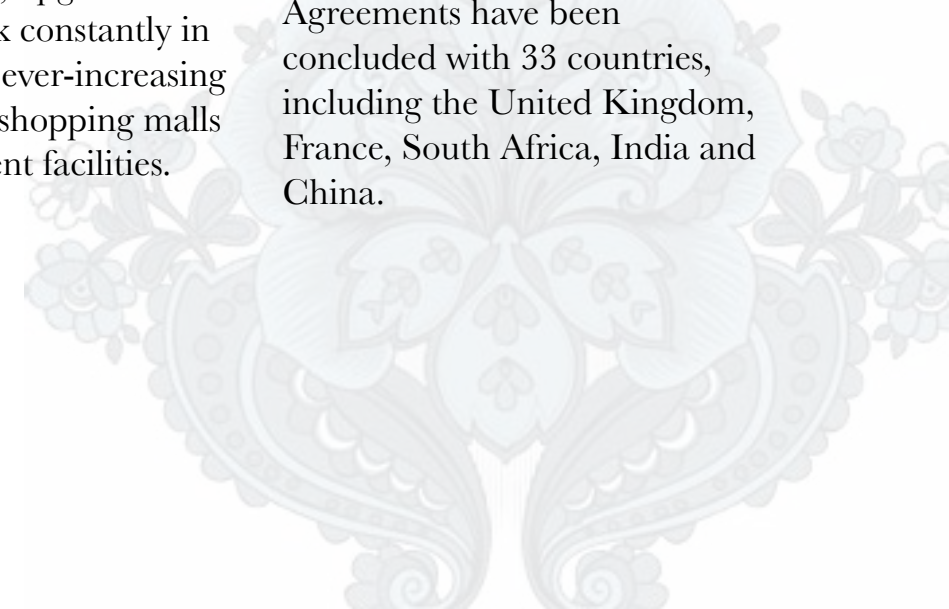 constantly in
ever-increasing
shopping malls
facilities.
Agreements have been
concluded with 33 countries,
including the United Kingdom,
France, South Africa, India and
China.